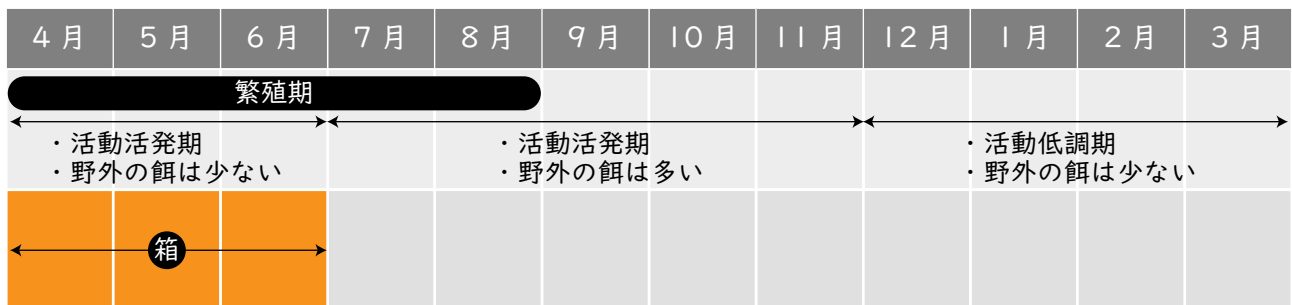 4月 5月 6月 7月 8月 9月 10月 11月 12月 1月 2月 3月
繁殖期
・活動活発期 ・活動活発期 ・活動低調期
・野外の餌は少ない ・野外の餌は多い ・野外の餌は少ない
箱